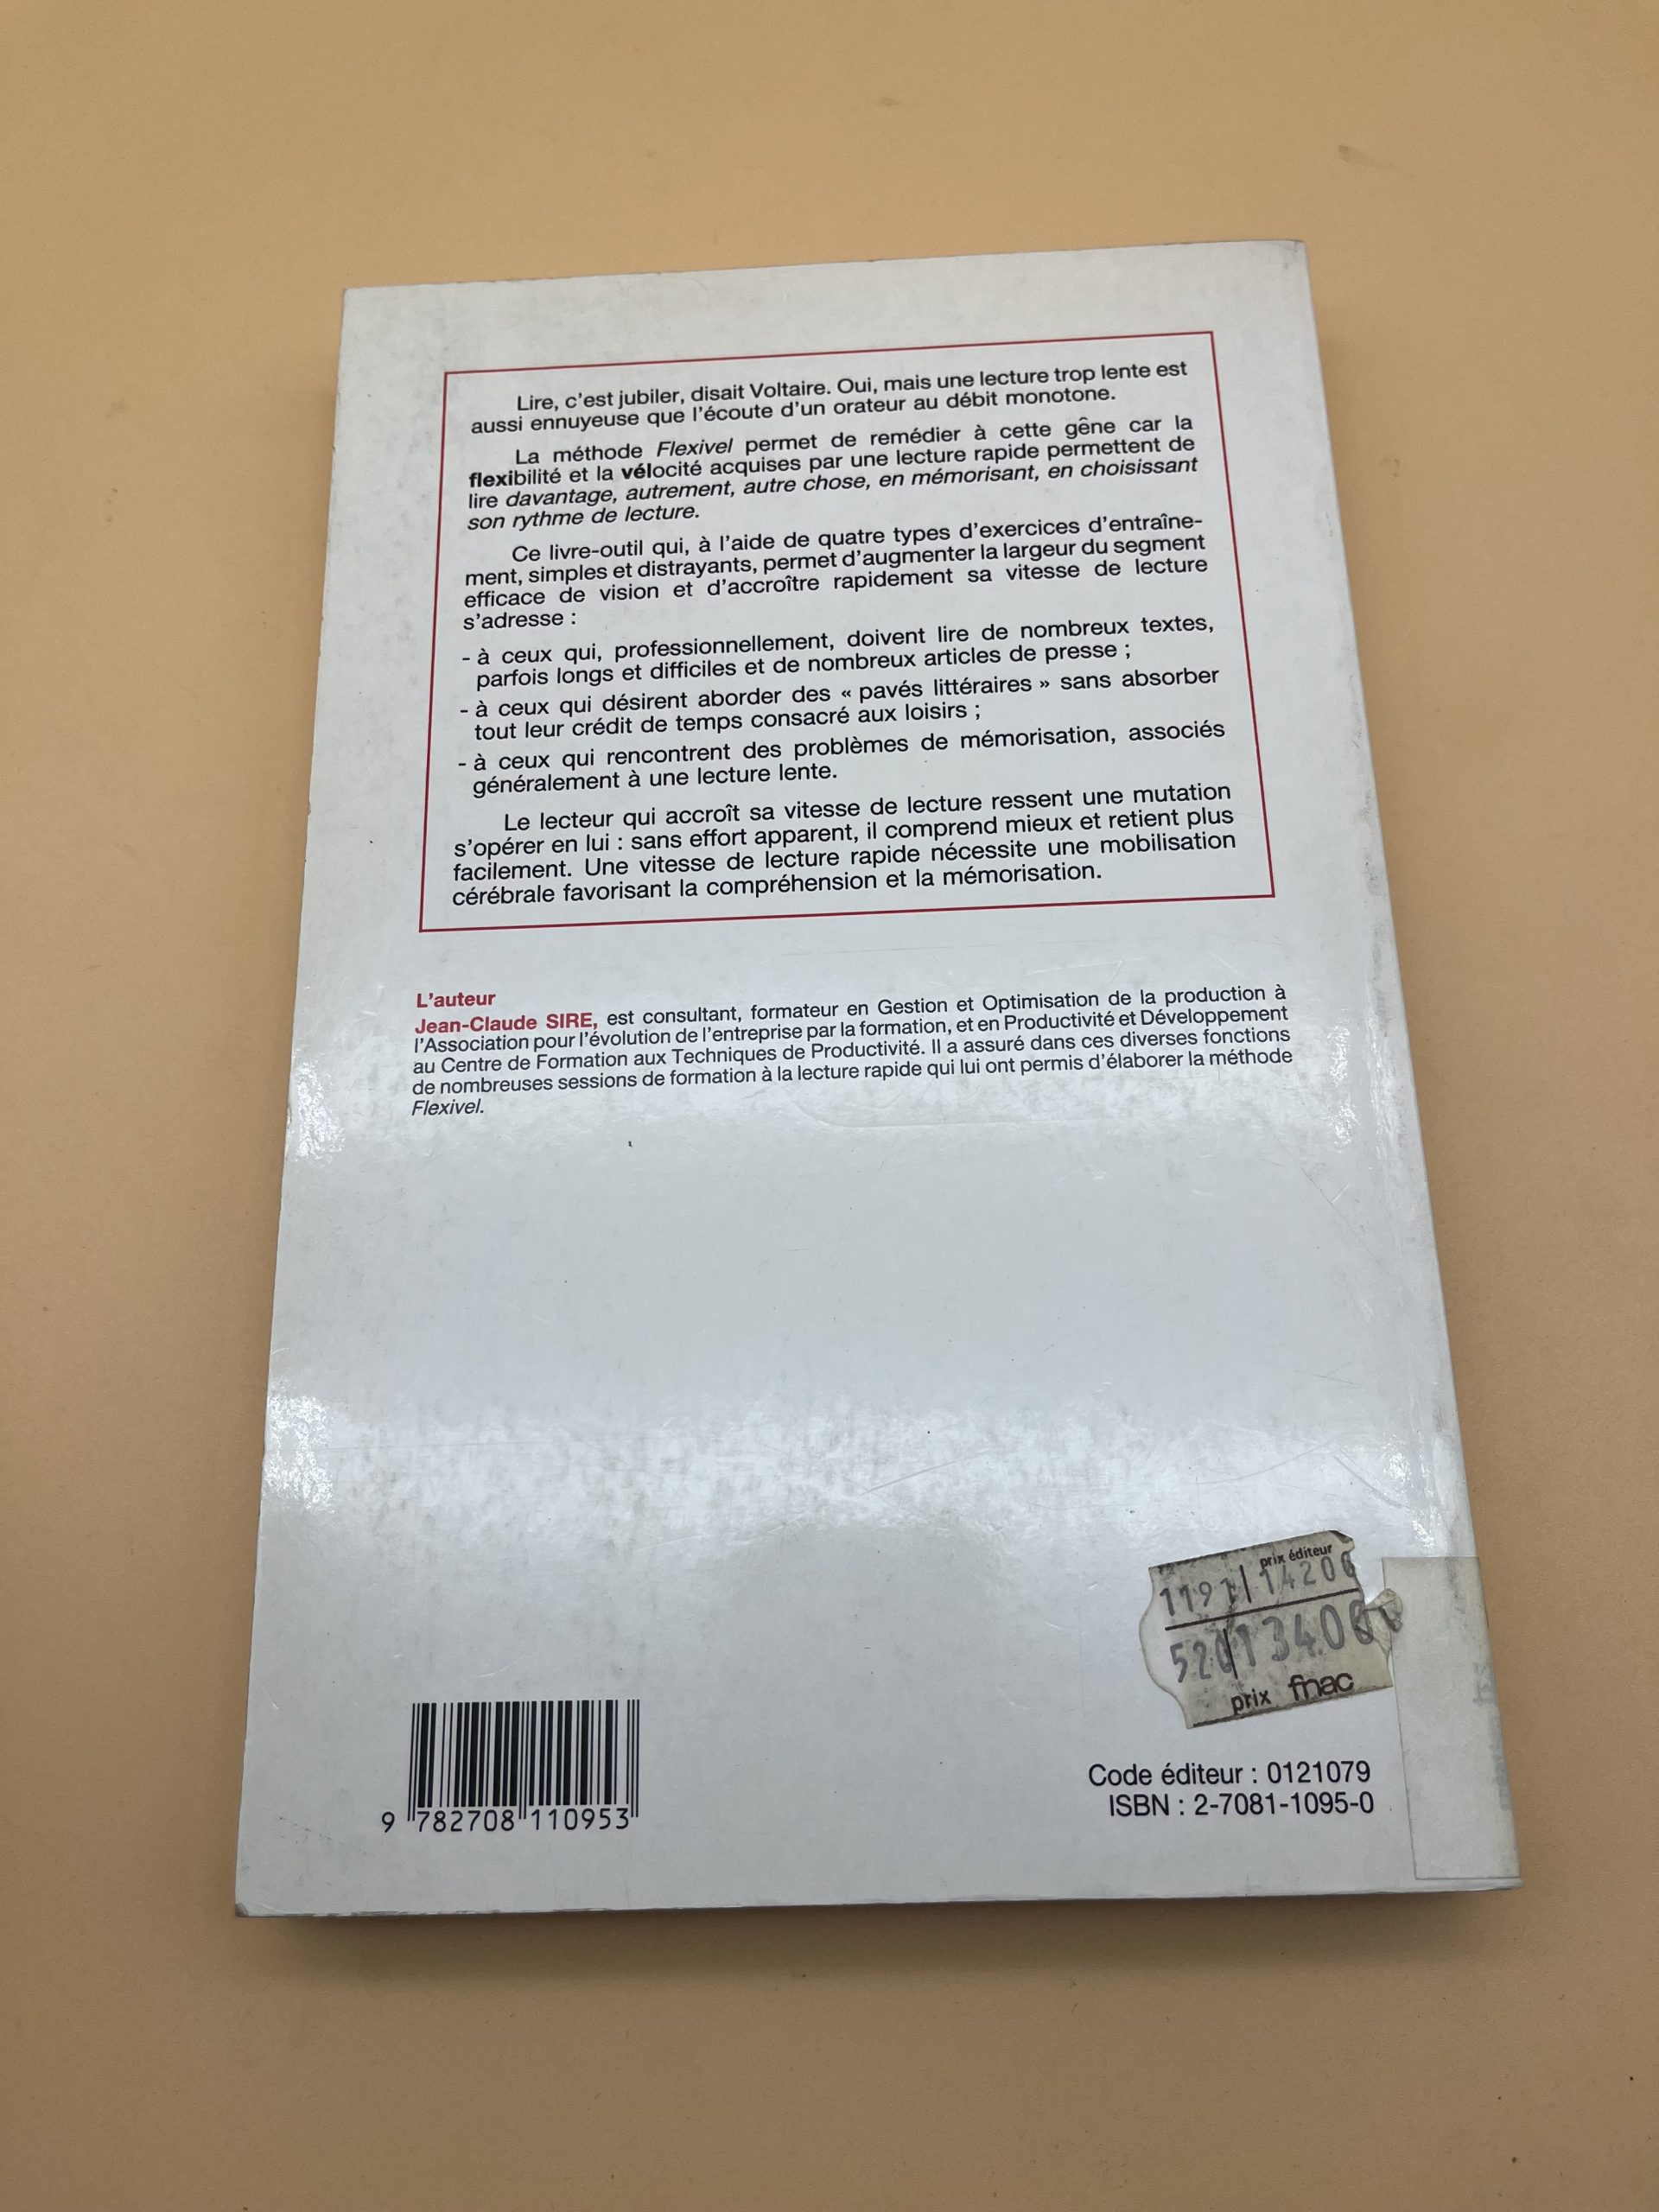 Lire, c'est jubiler, disait Voltaire. Oui, mais une lecture trop lente est
aussi ennuyeuse que l'écoute d'un orateur au débit monotone.
La méthode Flexivel permet de remédier à cette gêne car la
flexibilité et la vélocité acquises par une lecture rapide permettent de
lire davantage, autrement, autre chose, en mémorisant, en choisissant
son rythme de lecture.
Ce livre-outil qui, à l'aide de quatre types d'exercices d'entraîne-
ment, simples et distrayants, permet d'augmenter la largeur du segment
efficace de vision et d'accroître rapidement sa vitesse de lecture
s'adresse :
- à ceux qui, professionnellement, doivent lire de nombreux textes,
parfois longs et difficiles et de nombreux articles de presse ;
- à ceux qui désirent aborder des « pavés littéraires » sans absorber
tout leur crédit de temps consacré aux loisirs ;
- à ceux qui rencontrent des problèmes de mémorisation, associés
généralement à une lecture lente.
Le lecteur qui accroît sa vitesse de lecture ressent une mutation
s'opérer en lui : sans effort apparent, il comprend mieux et retient plus
facilement. Une vitesse de lecture rapide nécessite une mobilisation
cérébrale favorisant la compréhension et la mémorisation.
L'auteur
Jean-Claude SIRE, est consultant, formateur en Gestion et Optimisation de la production à
l'Association pour l'évolution de l'entreprise par la formation, et en Productivité et Développement
au Centre de Formation aux Techniques de Productivité. Il a assuré dans ces diverses fonctions
de nombreuses sessions de formation à la lecture rapide qui lui ont permis d'élaborer la méthode
Flexivel.
prix éditeur
prix fnac
Code éditeur : 0121079
ISBN : 2-7081-1095-0
9 782708 110953